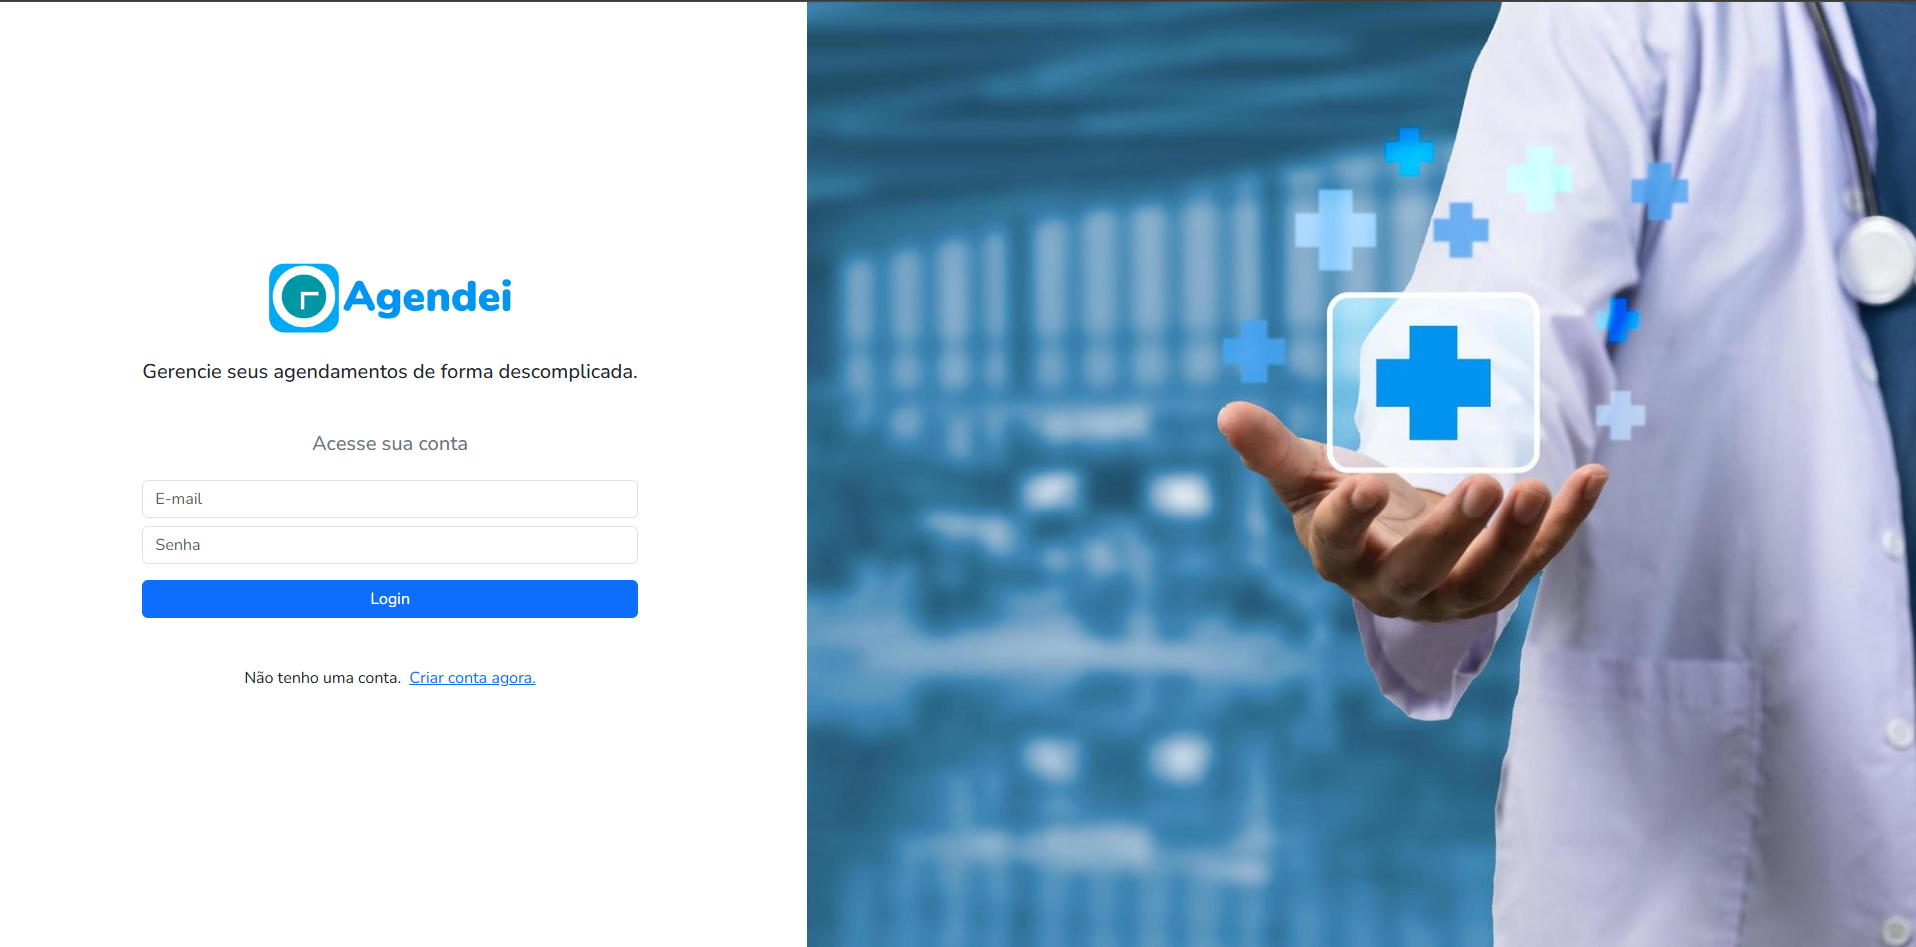 Agendei
Gerencie seus agendamentos de forma descomplicada.
Acesse sua conta
E-mail
Senha
Login
Não tenho uma conta. Criar conta agora.